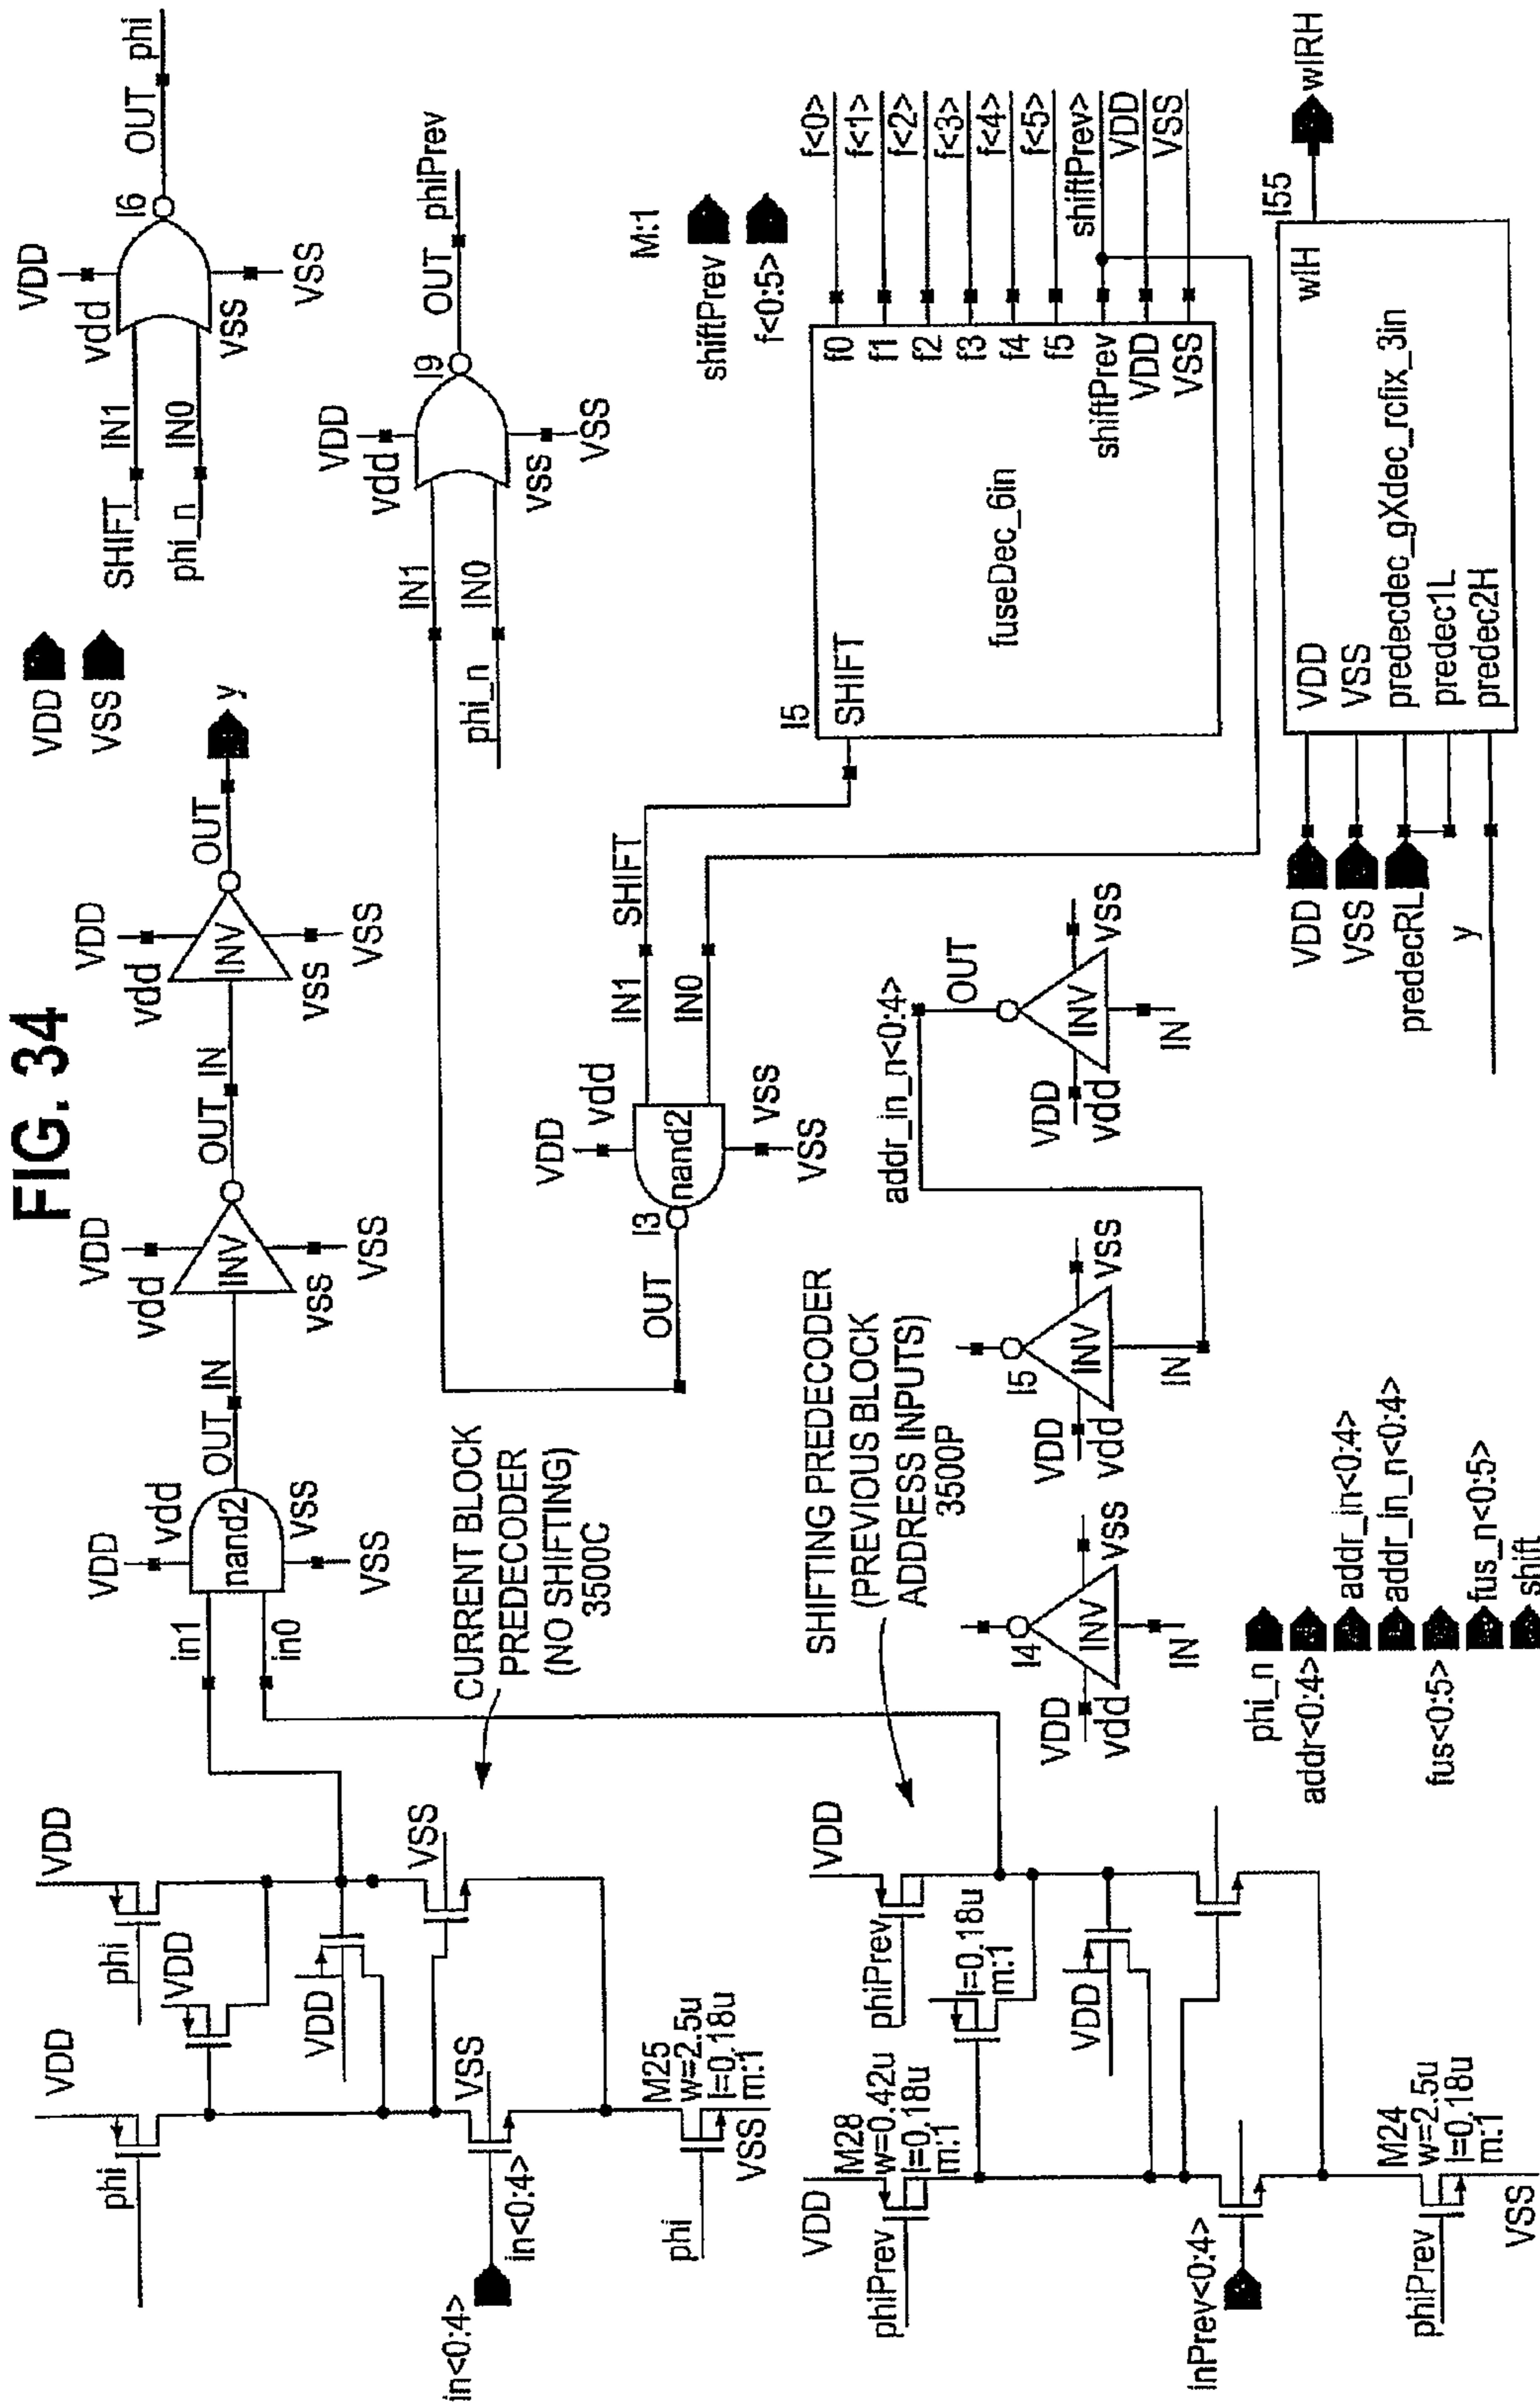 FIG. 34
VDD
VSS
phi
VDD
phi
VDD
VDD
in<0:4>
in<0:4>
VSS
VSS
phi
M25
w=2.5u
l=0.18u
m:1
VSS
in1
in0
VDD
vdd
nand2
VSS
VSS
OUT
IN
VDD
vdd
INV
VSS
VSS
OUT
IN
VDD
vdd
INV
VSS
VSS
OUT
y
SHIFT
IN1
phi_n
IN0
VDD
vdd
VSS
VSS
I6
OUT
phi
CURRENT BLOCK
PREDECODER
(NO SHIFTING)
3500C
IN1
phi_n
IN0
VDD
vdd
VSS
VSS
I9
OUT
phiPrev
OUT
I3
nand2
VDD
vdd
VSS
VSS
IN1
SHIFT
IN0
M:1
shiftPrev
f<0:5>
I5
SHIFT
fuseDec_6in
f0
f1
f2
f3
f4
f5
shiftPrev
VDD
VSS
f<0>
f<1>
f<2>
f<3>
f<4>
f<5>
shiftPrev>
VDD
VSS
SHIFTING PREDECODER
(PREVIOUS BLOCK
ADDRESS INPUTS)
3500P
VDD
M28
w=0.42u
l=0.18u
m:1
phiPrev
VDD
phiPrev
l=0.18u
m:1
VDD
inPrev<0:4>
phiPrev
M24
w=2.5u
l=0.18u
m:1
VSS
I4
INV
VDD
vdd
VSS
IN
I5
INV
VDD
vdd
VSS
IN
addr_in_n<0:4>
OUT
INV
VDD
vdd
VSS
IN
phi_n
addr<0:4>
addr_in<0:4>
addr_in_n<0:4>
fus<0:5>
fus_n<0:5>
shift
VDD
VSS
predecRL
y
VDD
VSS
predecdec_gXdec_rcfix_3in
predec1L
predec2H
wlH
I55
wlRH